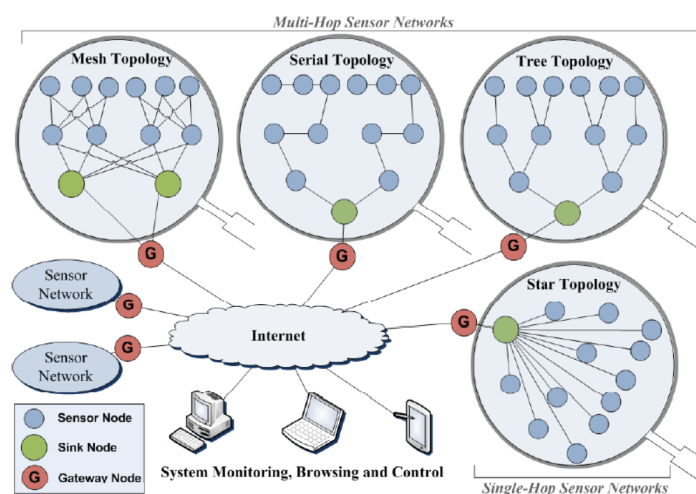 Multi-Hop Sensor Networks
Mesh Topology
Serial Topology
Tree Topology
G
G
G
Sensor
Network
G
Internet
Star Topology
G
Sensor
Network
G
Sensor Node
Sink Node
G Gateway Node
System Monitoring, Browsing and Control
Single-Hop Sensor Networks